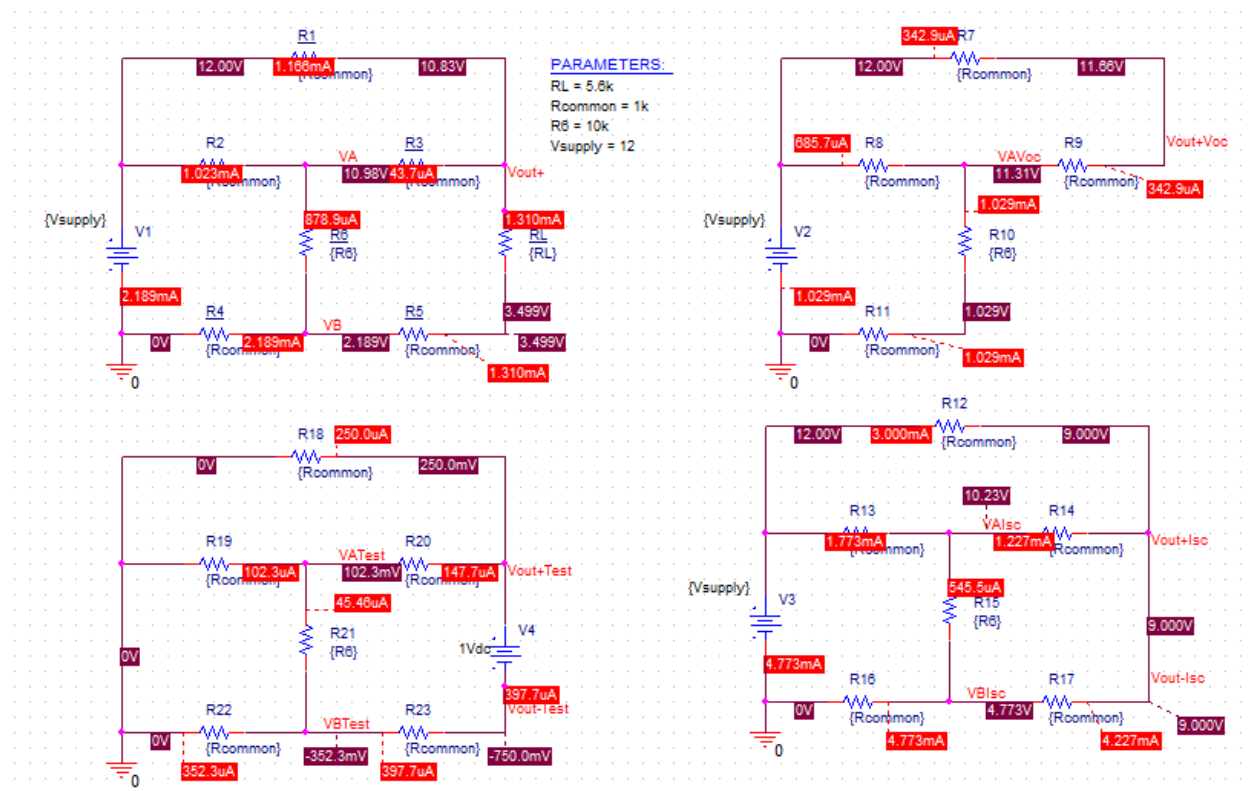 R1
12.00V 1.166mA 10.83V
{Rcommon}
R2 VA R3
1.023mA 10.98V 43.7uA Vout+
{Rcommon} {Rcommon}
{Vsupply} V1
878.9uA 1.310mA
R6 RL
{R6} {RL}
2.189mA
R4 VB R5 3.499V
0V 2.189mA 2.189V 3.499V
{Rcommon} {Rcommon}
1.310mA
0
PARAMETERS:
RL = 5.6k
Rcommon = 1k
R6 = 10k
Vsupply = 12
342.9uA R7
12.00V 11.66V
{Rcommon}
685.7uA R8 VAVoc R9 Vout+Voc
11.31V
{Rcommon} {Rcommon}
342.9uA
1.029mA
{Vsupply} V2 R10
{R6}
1.029mA 1.029V
R11
0V {Rcommon}
1.029mA
0
R18 250.0uA
0V 250.0mV
{Rcommon}
R19 VATest R20
102.3uA 102.3mV 147.7uA Vout+Test
{Rcommon} {Rcommon}
45.46uA
R21 V4
{R6} 1Vdc
0V
397.7uA
R22 VBTest R23 Vout-Test
0V {Rcommon} -352.3mV {Rcommon} -750.0mV
352.3uA 397.7uA
0
R12
12.00V 3.000mA 9.000V
{Rcommon}
10.23V
R13 VAIsc R14
1.773mA 1.227mA Vout+Isc
{Rcommon} {Rcommon}
545.5uA
{Vsupply} V3 R15
{R6}
9.000V
4.773mA
R16 VBIsc R17 Vout-Isc
0V {Rcommon} 4.773V {Rcommon} 9.000V
4.773mA 4.227mA
0